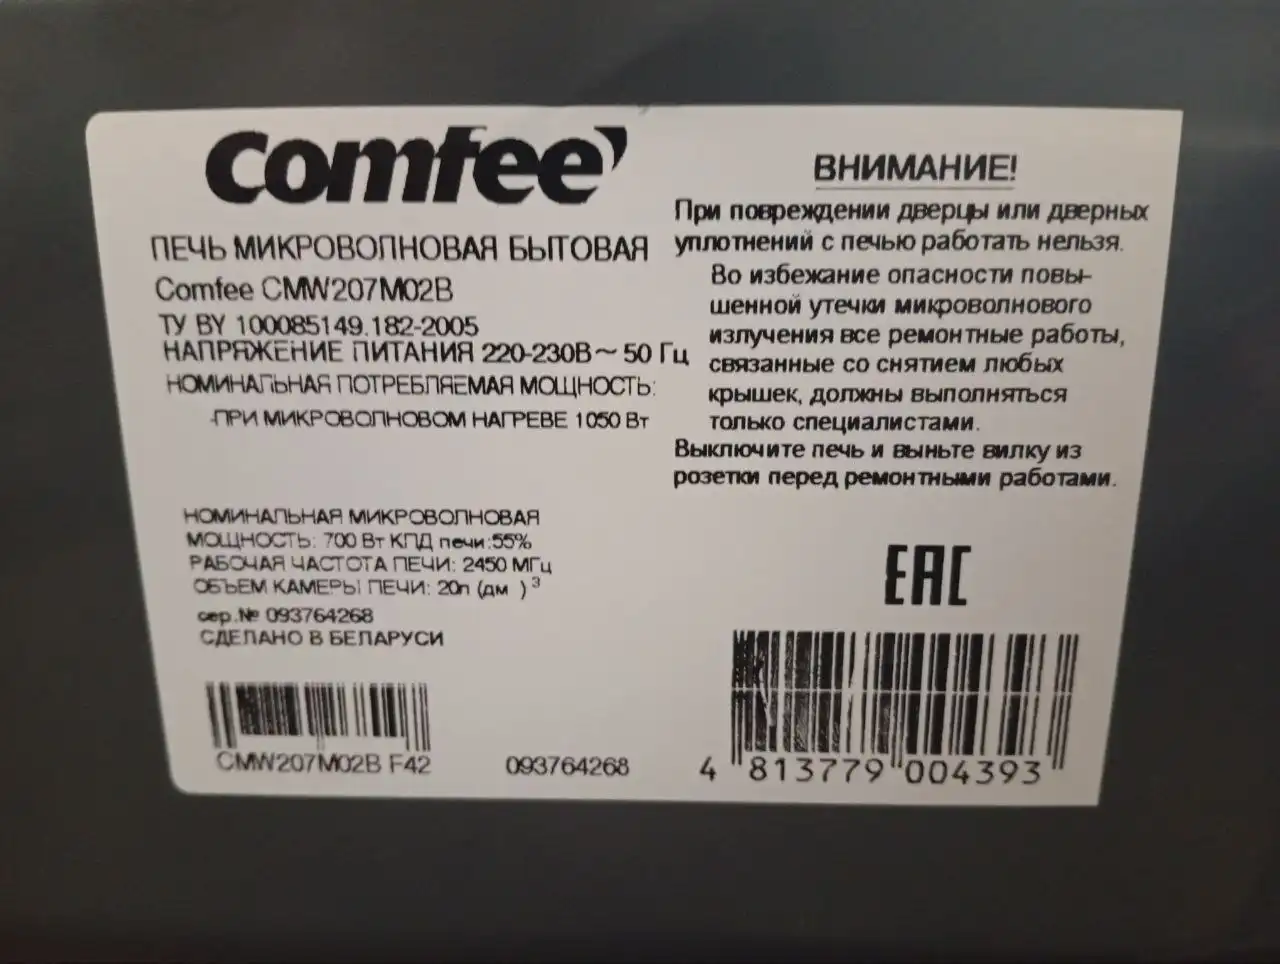 comfee'
ПЕЧЬ МИКРОВОЛНОВАЯ БЫТОВАЯ
Comfee CMW207M02B
ТУ BY 100085149.182-2005
НАПРЯЖЕНИЕ ПИТАНИЯ 220-230В ~ 50 Гц
НОМИНАЛЬНАЯ ПОТРЕБЛЯЕМАЯ МОЩНОСТЬ:
-ПРИ МИКРОВОЛНОВОМ НАГРЕВЕ 1050 Вт
НОМИНАЛЬНАЯ МИКРОВОЛНОВАЯ
МОЩНОСТЬ: 700 Вт КПД печи:55%
РАБОЧАЯ ЧАСТОТА ПЕЧИ: 2450 МГц
ОБЪЕМ КАМЕРЫ ПЕЧИ: 20л (дм )³
сер.№ 093764268
СДЕЛАНО В БЕЛАРУСИ
CMW207M02B F42
093764268
ВНИМАНИЕ!
При повреждении дверцы или дверных
уплотнений с печью работать нельзя.
Во избежание опасности повы-
шенной утечки микроволнового
излучения все ремонтные работы,
связанные со снятием любых
крышек, должны выполняться
только специалистами.
Выключите печь и выньте вилку из
розетки перед ремонтными работами.
EAC
4 813779 004393